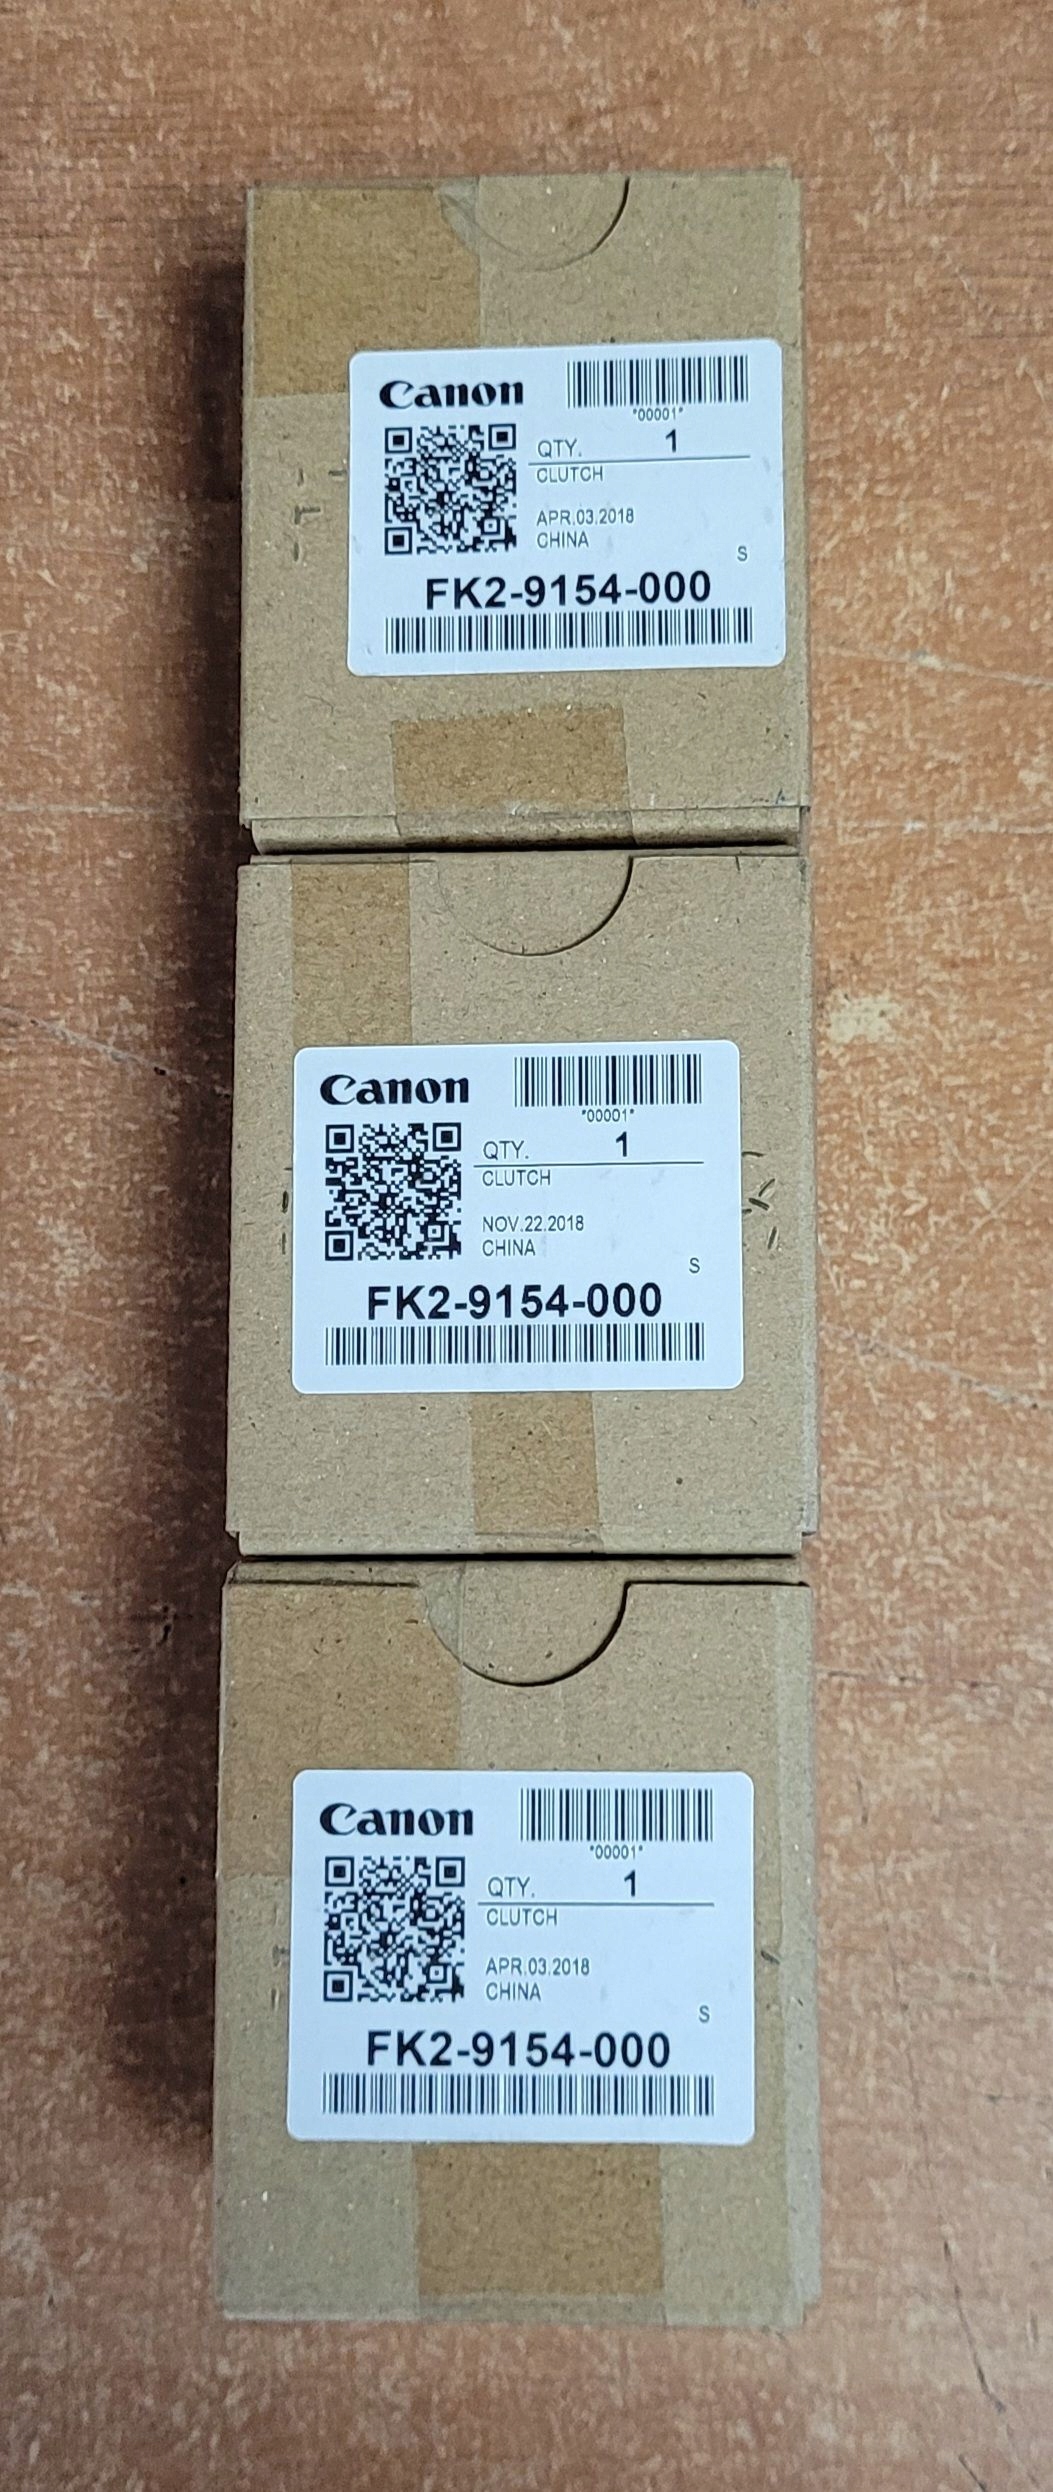 Canon
*00001*
QTY. 1
CLUTCH
APR.03.2018
CHINA
S
FK2-9154-000
Canon
*00001*
QTY. 1
CLUTCH
NOV.22.2018
CHINA
S
FK2-9154-000
Canon
*00001*
QTY. 1
CLUTCH
APR.03.2018
CHINA
S
FK2-9154-000